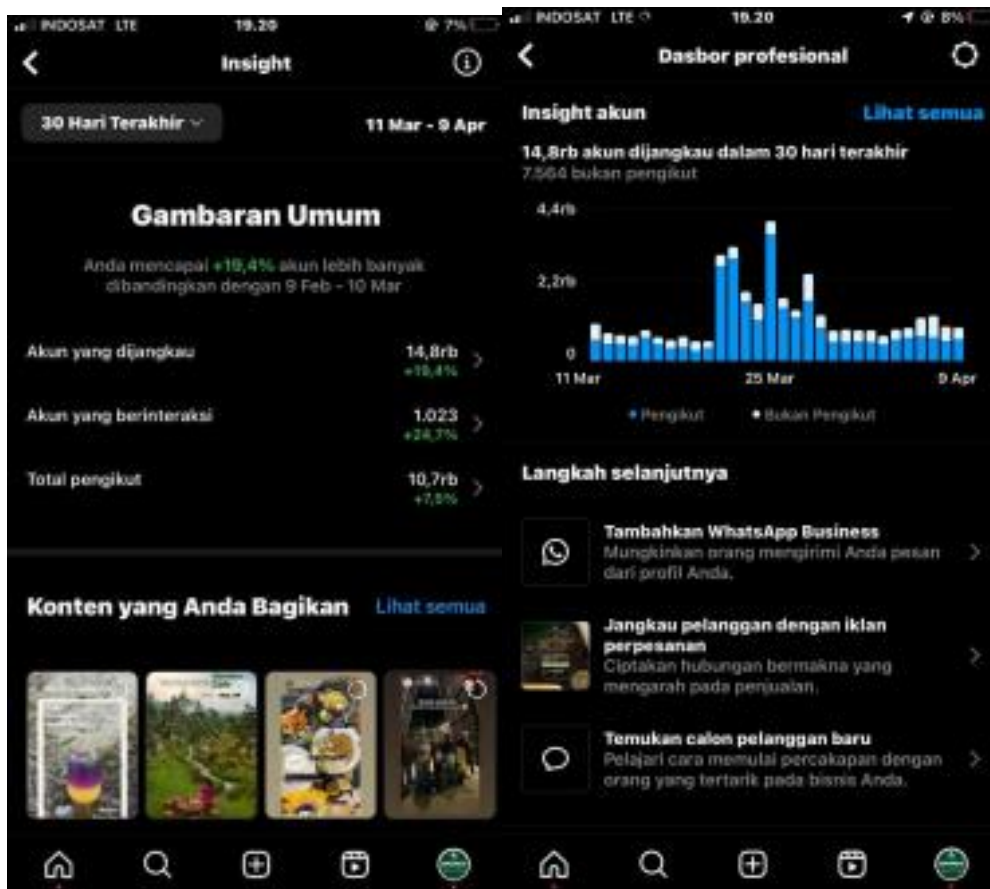 INDOSAT LTE 19.20 7%
Insight
30 Hari Terakhir
11 Mar - 9 Apr
Gambaran Umum
Anda mencapai +19,4% akun lebih banyak
dibandingkan dengan 9 Feb - 10 Mar
Akun yang dijangkau 14,8rb
+19,4%
Akun yang berinteraksi 1.023
+24,7%
Total pengikut 10,7rb
Konten yang Anda Bagikan Lihat semua
INDOSAT LTE 19.20 8%
Dasbor profesional
Insight akun Lihat semua
14,8rb akun dijangkau dalam 30 hari terakhir
7.564 bukan pengikut
4,4rb
2,2rb
0
11 Mar 25 Mar 9 Apr
Pengikut Bukan Pengikut
Langkah selanjutnya
Tambahkan WhatsApp Business
Mungkinkan orang mengirimi Anda pesan
dari profil Anda.
Jangkau pelanggan dengan iklan
perpesanan
Ciptakan hubungan bermakna yang
mengarah pada penjualan.
Temukan calon pelanggan baru
Pelajari cara memulai percakapan dengan
orang yang tertarik pada bisnis Anda.